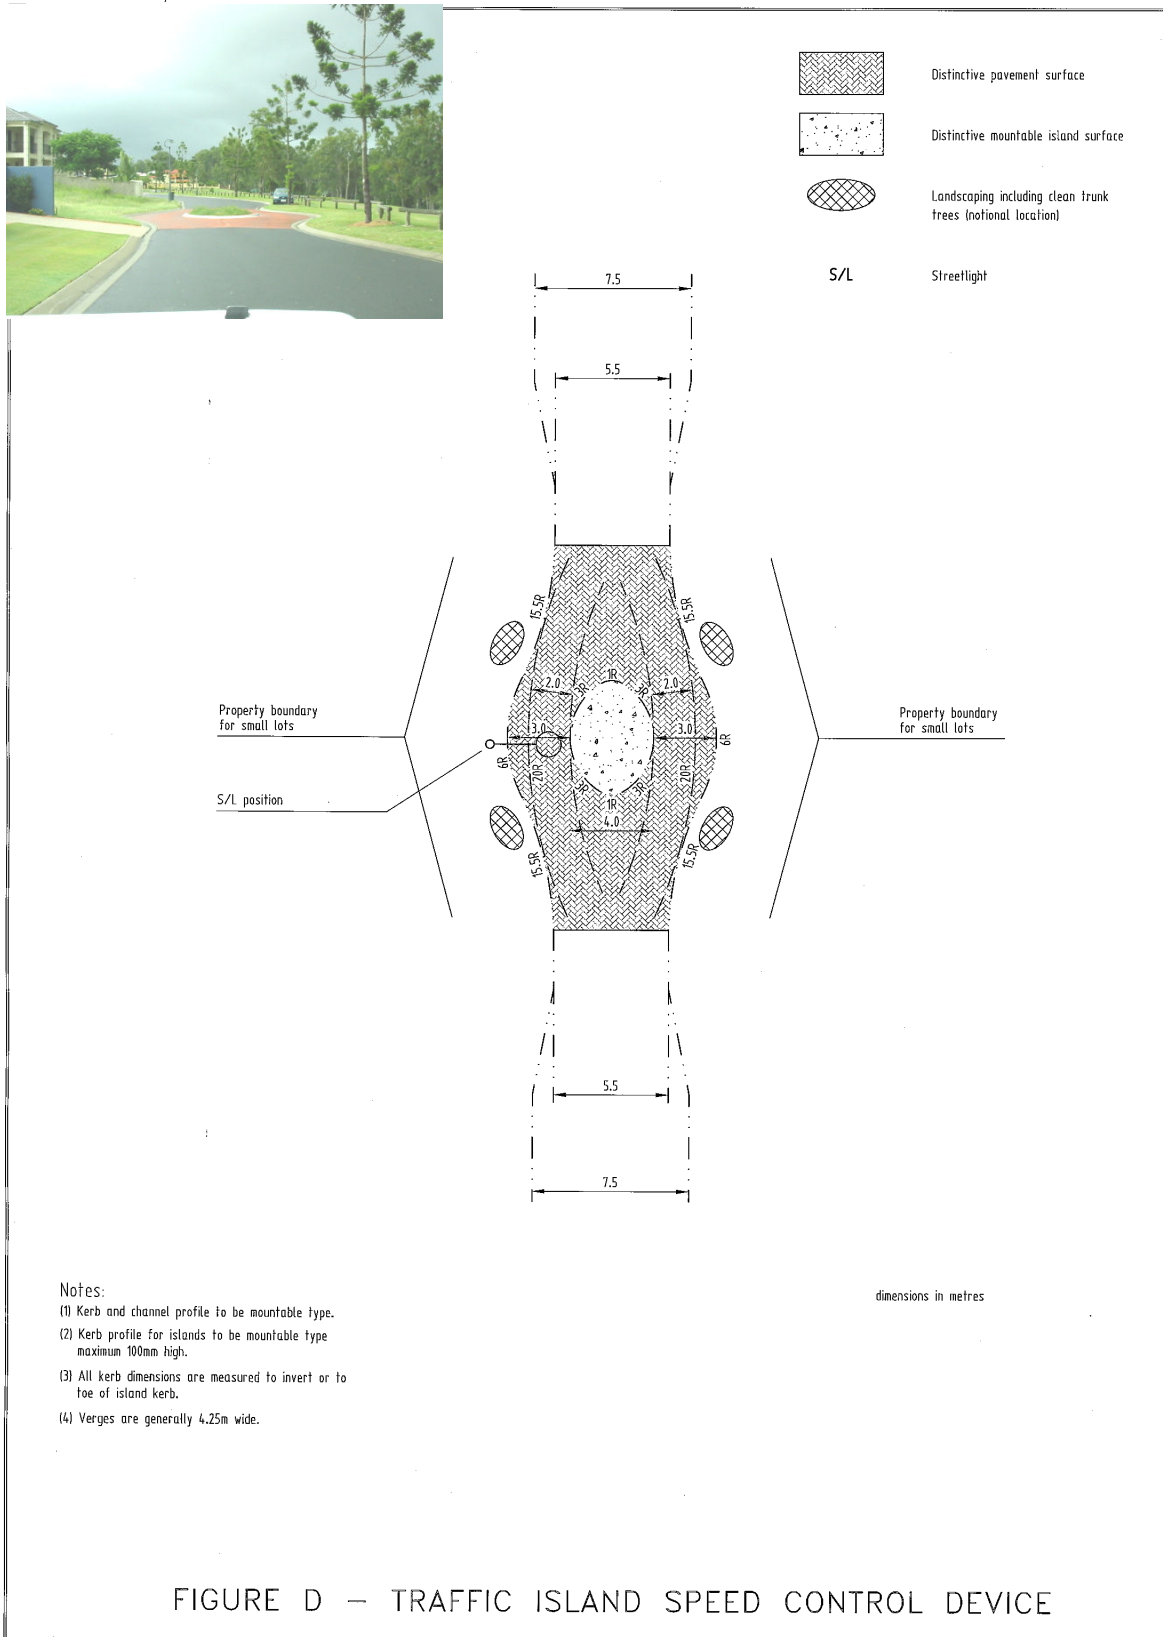 Distinctive pavement surface
Distinctive mountable island surface
Landscaping including clean trunk
trees (notional location)
S/L
Streetlight
7.5
5.5
15.5R
15.5R
1R
3R
3R
2.0
2.0
Property boundary
for small lots
Property boundary
for small lots
3.0
3.0
6R
6R
20R
20R
S/L position
3R
3R
1R
4.0
15.5R
15.5R
5.5
7.5
Notes:
(1) Kerb and channel profile to be mountable type.
(2) Kerb profile for islands to be mountable type
maximum 100mm high.
(3) All kerb dimensions are measured to invert or to
toe of island kerb.
(4) Verges are generally 4.25m wide.
dimensions in metres
FIGURE D – TRAFFIC ISLAND SPEED CONTROL DEVICE